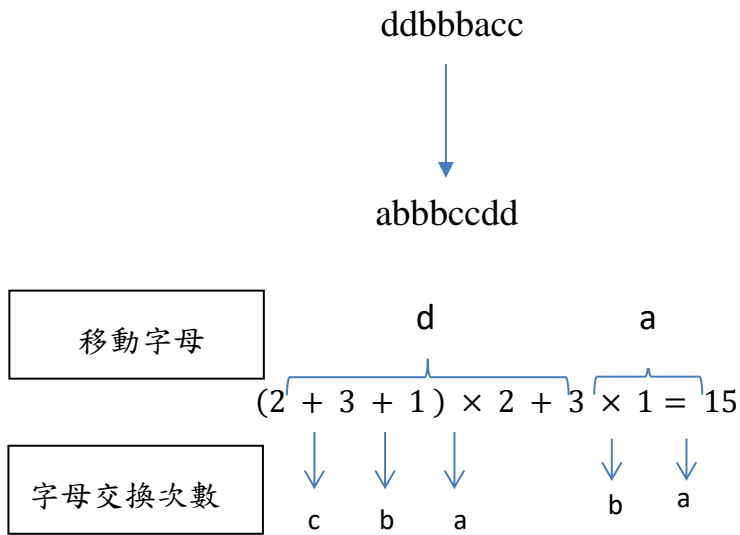 ddbbbacc
abbbccdd
移動字母
d a
(2 + 3 + 1) × 2 + 3 × 1 = 15
字母交換次數
c b a b a